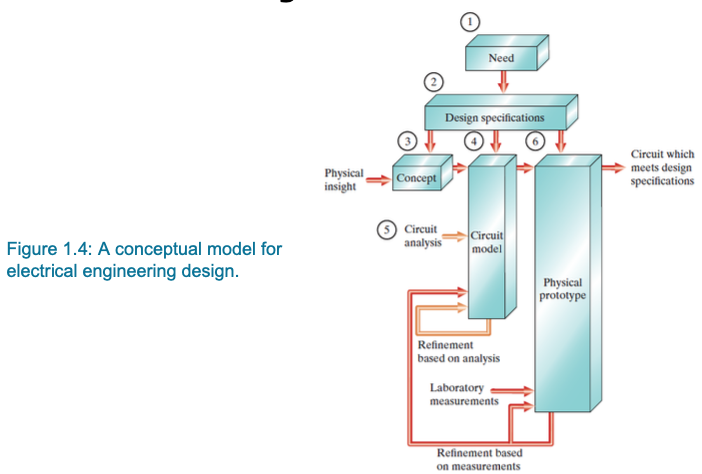 1
Need
2
Design specifications
3
4
6
Physical
insight
Concept
Circuit which
meets design
specifications
5
Circuit
analysis
Circuit
model
Figure 1.4: A conceptual model for
electrical engineering design.
Physical
prototype
Refinement
based on analysis
Laboratory
measurements
Refinement based
on measurements